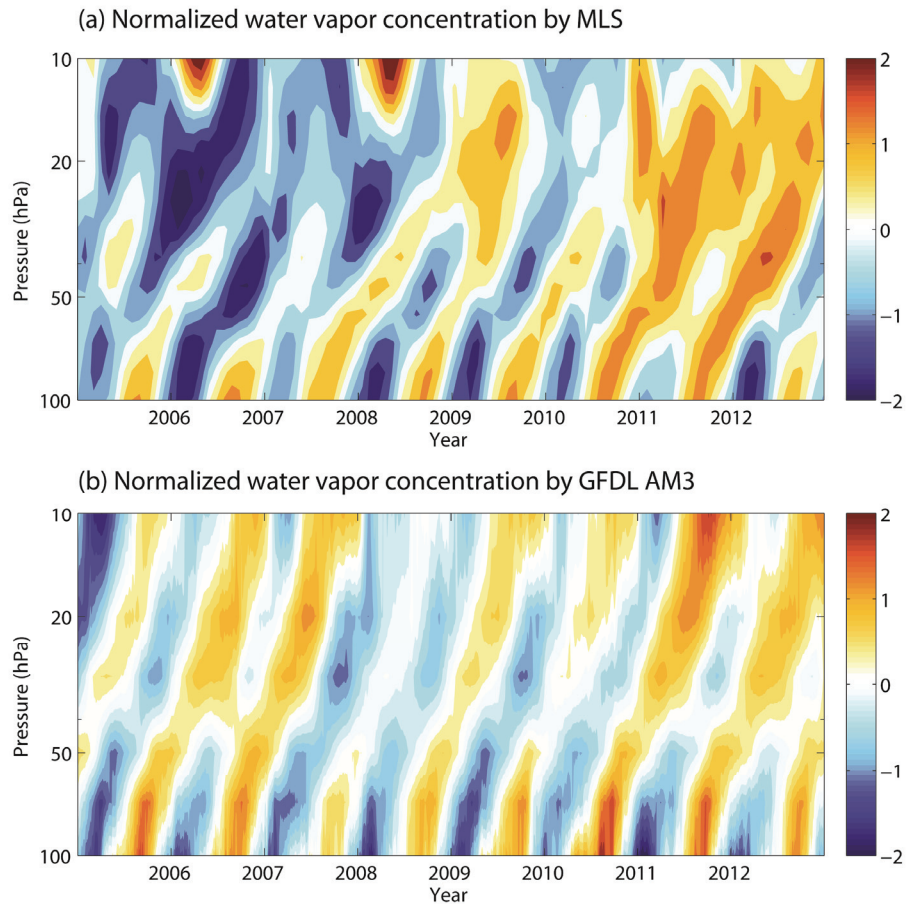 (a) Normalized water vapor concentration by MLS
10
20
50
100
Pressure (hPa)
2006 2007 2008 2009 2010 2011 2012
Year
2
1
0
−1
−2
(b) Normalized water vapor concentration by GFDL AM3
10
20
50
100
Pressure (hPa)
2006 2007 2008 2009 2010 2011 2012
Year
2
1
0
−1
−2